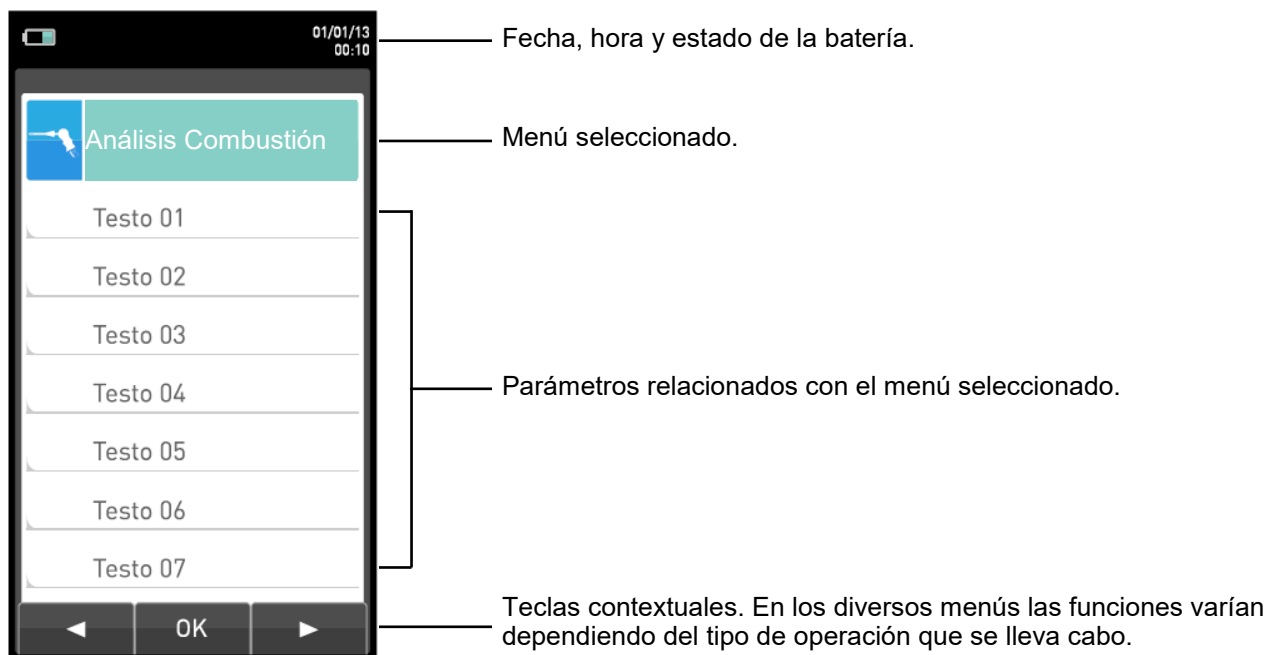 01/01/13
00:10
Fecha, hora y estado de la batería.
Análisis Combustión
Menú seleccionado.
Testo 01
Testo 02
Testo 03
Testo 04
Testo 05
Testo 06
Testo 07
Parámetros relacionados con el menú seleccionado.
OK
Teclas contextuales. En los diversos menús las funciones varían
dependiendo del tipo de operación que se lleva cabo.